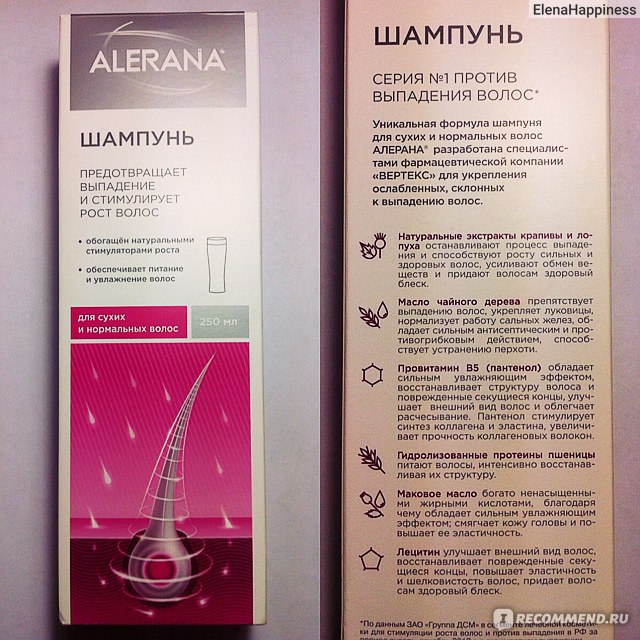 ALERANA®
ШАМПУНЬ
ПРЕДОТВРАЩАЕТ
ВЫПАДЕНИЕ
И СТИМУЛИРУЕТ
РОСТ ВОЛОС
• обогащён натуральными
стимуляторами роста
• обеспечивает питание
и увлажнение волос
для сухих
и нормальных волос
250 мл
ElenaHappiness
ШАМПУНЬ
СЕРИЯ №1 ПРОТИВ
ВЫПАДЕНИЯ ВОЛОС*
Уникальная формула шампуня
для сухих и нормальных волос
АЛЕРАНА® разработана специалис-
тами фармацевтической компании
«ВЕРТЕКС» для укрепления
ослабленных, склонных
к выпадению волос.
Натуральные экстракты крапивы и ло-
пуха останавливают процесс выпаде-
ния и способствуют росту сильных и
здоровых волос, усиливают обмен ве-
ществ и придают волосам здоровый
блеск.
Масло чайного дерева препятствует
выпадению волос, укрепляет луковицы,
нормализует работу сальных желез, об-
ладает сильным антисептическим и про-
тивогрибковым действием, способ-
ствует устранению перхоти.
Провитамин В5 (пантенол) обладает
сильным увлажняющим эффектом,
восстанавливает структуру волоса и
поврежденные секущиеся концы, улуч-
шает внешний вид волос и облегчает
расчесывание. Пантенол стимулирует
синтез коллагена и эластина, увеличи-
вает прочность коллагеновых волокон.
Гидролизованные протеины пшеницы
питают волосы, интенсивно восстанав-
ливая их структуру.
Маковое масло богато ненасыщенны-
ми жирными кислотами, благодаря
чему обладает сильным увлажняющим
эффектом; смягчает кожу головы и по-
вышает ее эластичность.
Лецитин улучшает внешний вид волос,
восстанавливает поврежденные секу-
щиеся концы, повышает эластичность
и шелковистость волос, придает воло-
сам здоровый блеск.
*По данным ЗАО «Группа ДСМ» в сегменте лечебной космети-
ки для стимуляции роста волос и против выпадения в РФ за
IRECOMMEND.RU